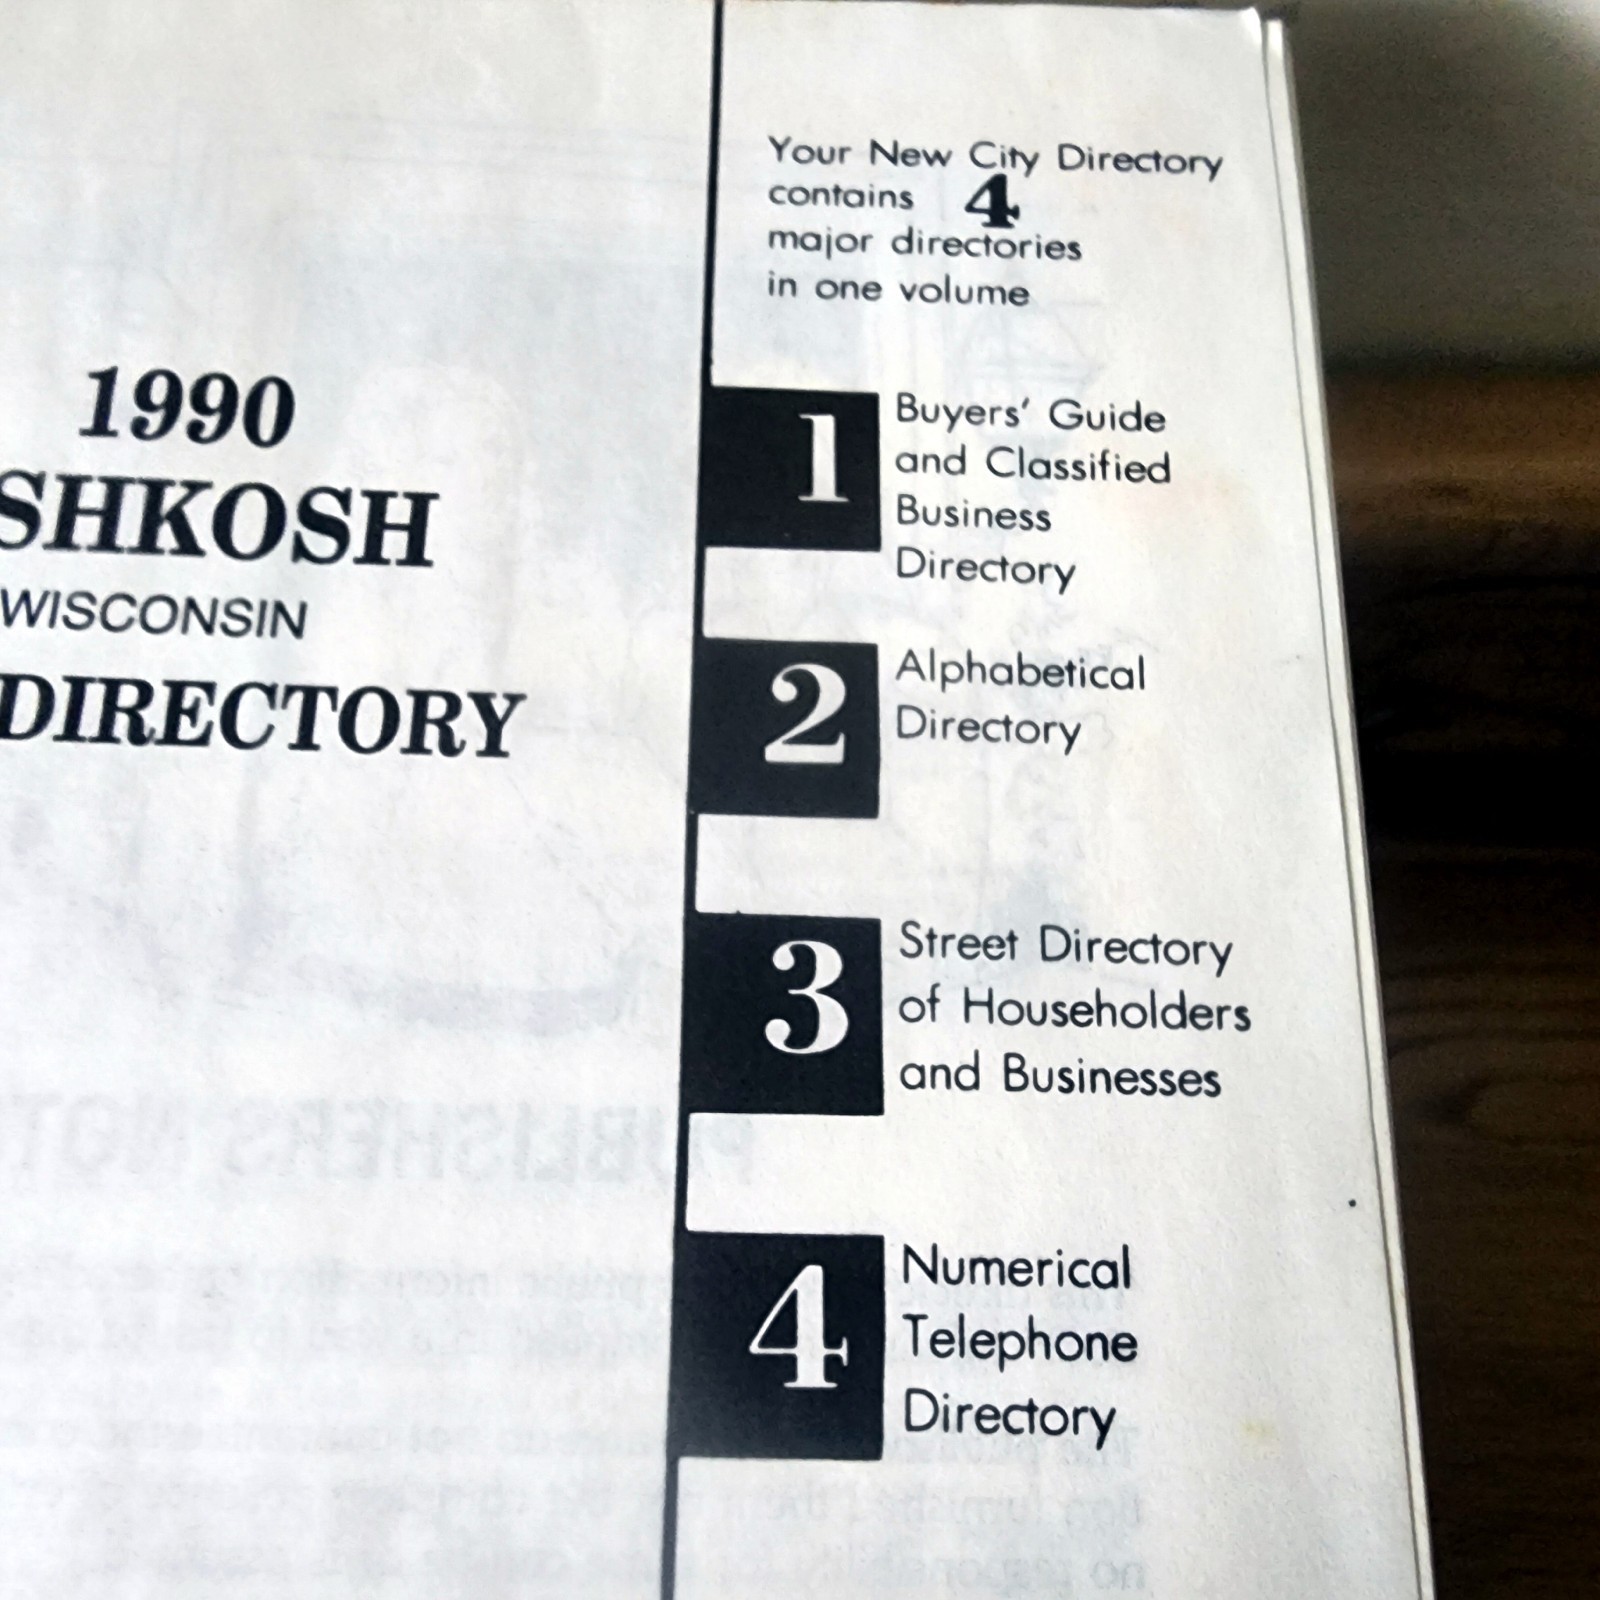 1990
SHKOSH
WISCONSIN
DIRECTORY
Your New City Directory
contains 4
major directories
in one volume
1
Buyers' Guide
and Classified
Business
Directory
2
Alphabetical
Directory
3
Street Directory
of Householders
and Businesses
4
Numerical
Telephone
Directory